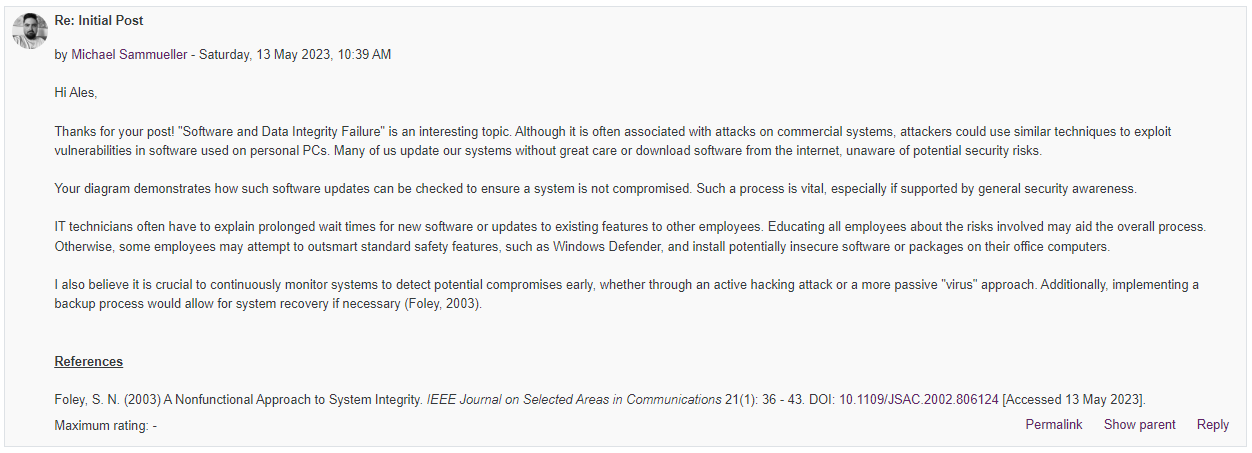 Re: Initial Post
by Michael Sammueller - Saturday, 13 May 2023, 10:39 AM
Hi Ales,
Thanks for your post! "Software and Data Integrity Failure" is an interesting topic. Although it is often associated with attacks on commercial systems, attackers could use similar techniques to exploit
vulnerabilities in software used on personal PCs. Many of us update our systems without great care or download software from the internet, unaware of potential security risks.
Your diagram demonstrates how such software updates can be checked to ensure a system is not compromised. Such a process is vital, especially if supported by general security awareness.
IT technicians often have to explain prolonged wait times for new software or updates to existing features to other employees. Educating all employees about the risks involved may aid the overall process.
Otherwise, some employees may attempt to outsmart standard safety features, such as Windows Defender, and install potentially insecure software or packages on their office computers.
I also believe it is crucial to continuously monitor systems to detect potential compromises early, whether through an active hacking attack or a more passive "virus" approach. Additionally, implementing a
backup process would allow for system recovery if necessary (Foley, 2003).
References
Foley, S. N. (2003) A Nonfunctional Approach to System Integrity. IEEE Journal on Selected Areas in Communications 21(1): 36 - 43. DOI: 10.1109/JSAC.2002.806124 [Accessed 13 May 2023].
Maximum rating: -
Permalink Show parent Reply